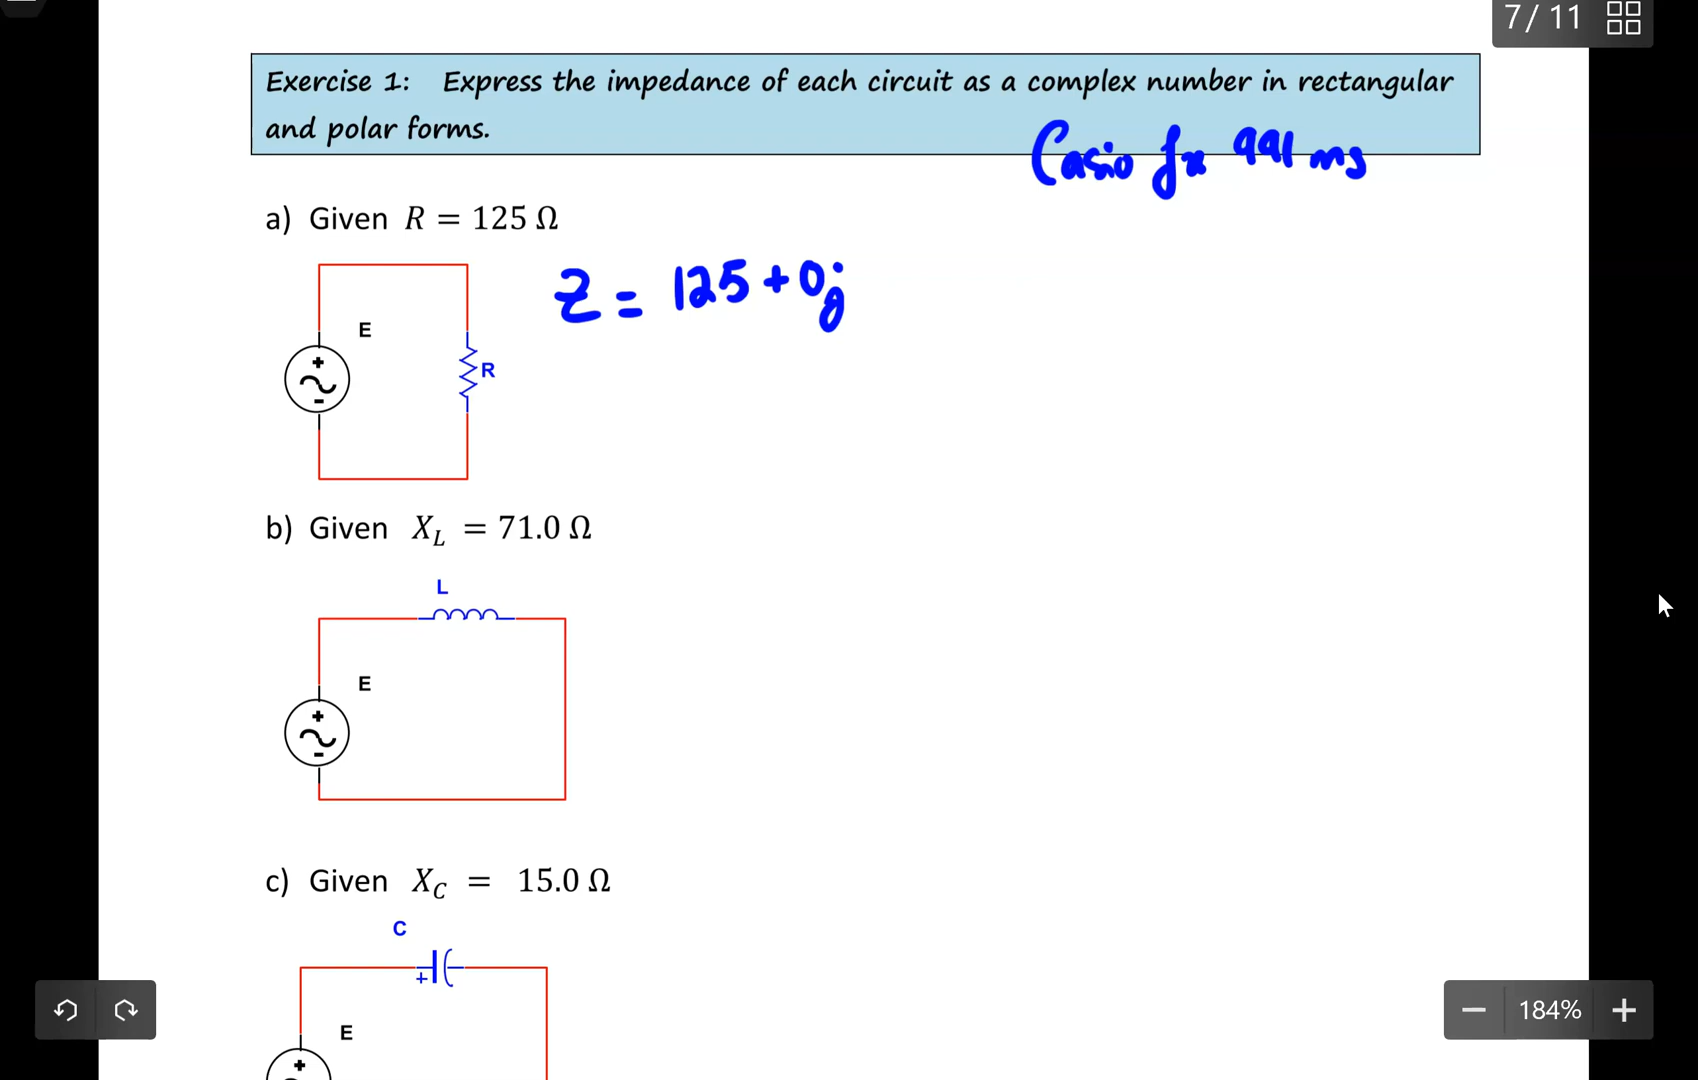 7/ 11
Exercise 1: Express the impedance of each circuit as a complex number in rectangular
and polar forms.
Casio fx 991 ms
a) Given R = 125 Ω
Z = 125 + 0j
E
+
-
R
b) Given X_L = 71.0 Ω
L
E
+
-
c) Given X_C = 15.0 Ω
C
+
E
+
184%